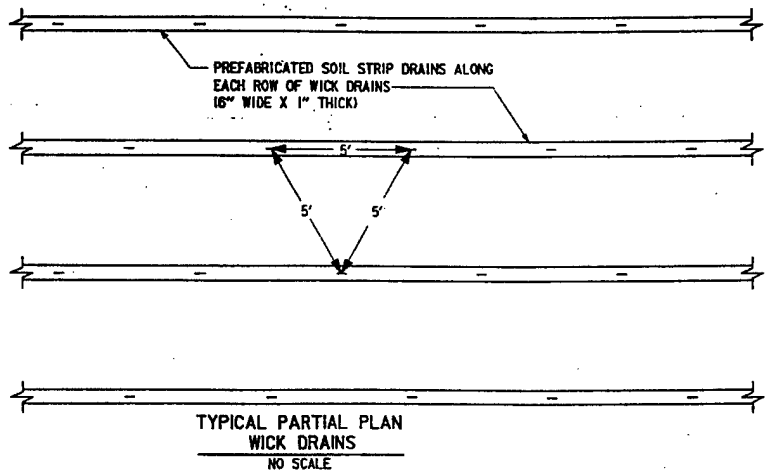 PREFABRICATED SOIL STRIP DRAINS ALONG
EACH ROW OF WICK DRAINS
(6" WIDE X 1" THICK)
5'
5'
5'
TYPICAL PARTIAL PLAN
WICK DRAINS
NO SCALE